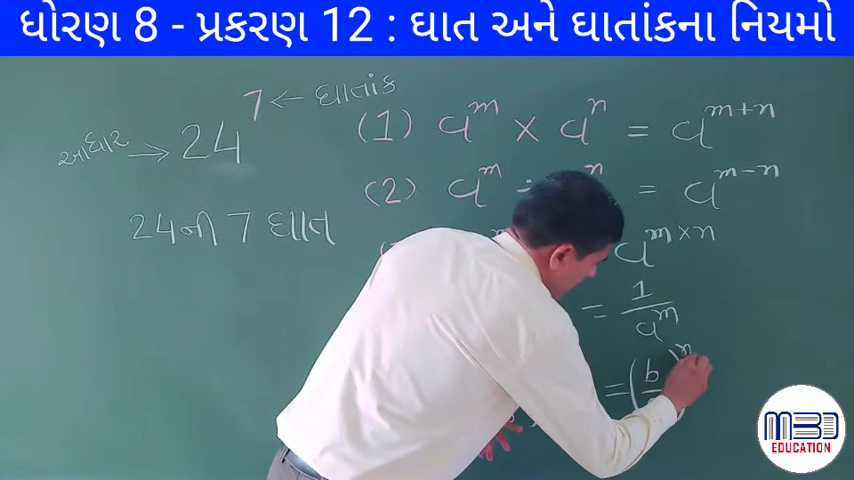 ધોરણ 8 - પ્રકરણ 12 : ઘાત અને ઘાતાંકના નિયમો
24^7 ← ઘાતાંક
આધાર →
24ની 7 ઘાત
(1) a^m × a^n = a^(m+n)
(2) a^m ÷ ^n = a^(m-n)
a^(m×n)
= 1/a^m
= (b
MBD
EDUCATION